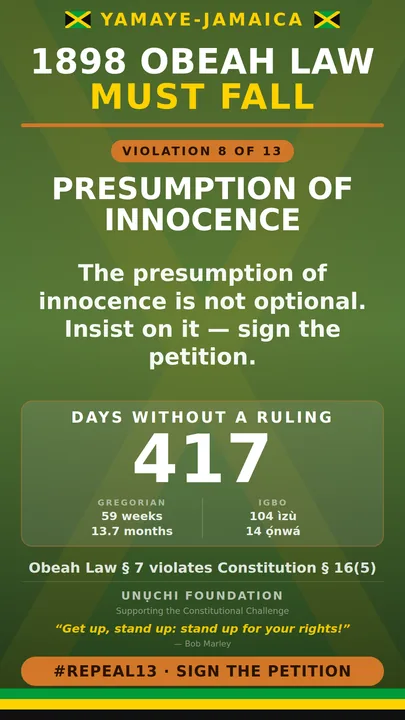 YAMAYE-JAMAICA
1898 OBEAH LAW
MUST FALL
VIOLATION 8 OF 13
PRESUMPTION OF
INNOCENCE
The presumption of
innocence is not optional.
Insist on it — sign the
petition.
DAYS WITHOUT A RULING
417
GREGORIAN
59 weeks
13.7 months
IGBO
104 ìzù
14 ọ́nwá
Obeah Law § 7 violates Constitution § 16(5)
UNỤCHI FOUNDATION
Supporting the Constitutional Challenge
“Get up, stand up: stand up for your rights!”
— Bob Marley
#REPEAL13 · SIGN THE PETITION